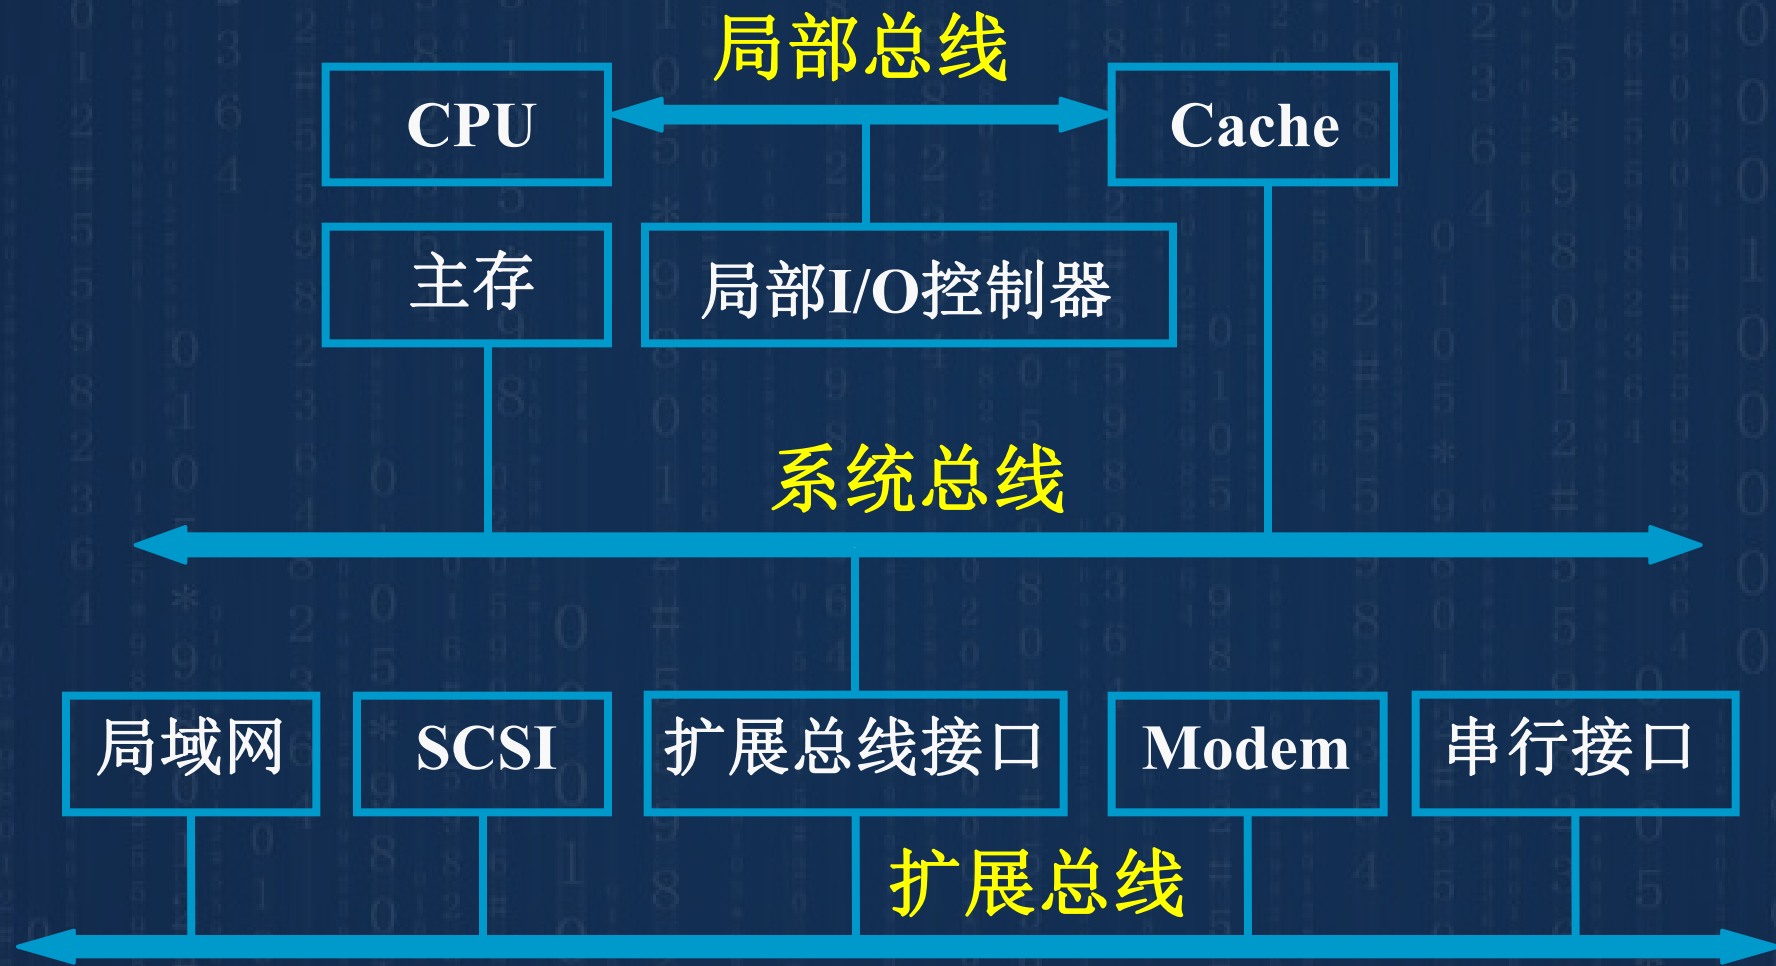 局部总线
CPU
Cache
主存
局部I/O控制器
系统总线
局域网
SCSI
扩展总线接口
Modem
串行接口
扩展总线